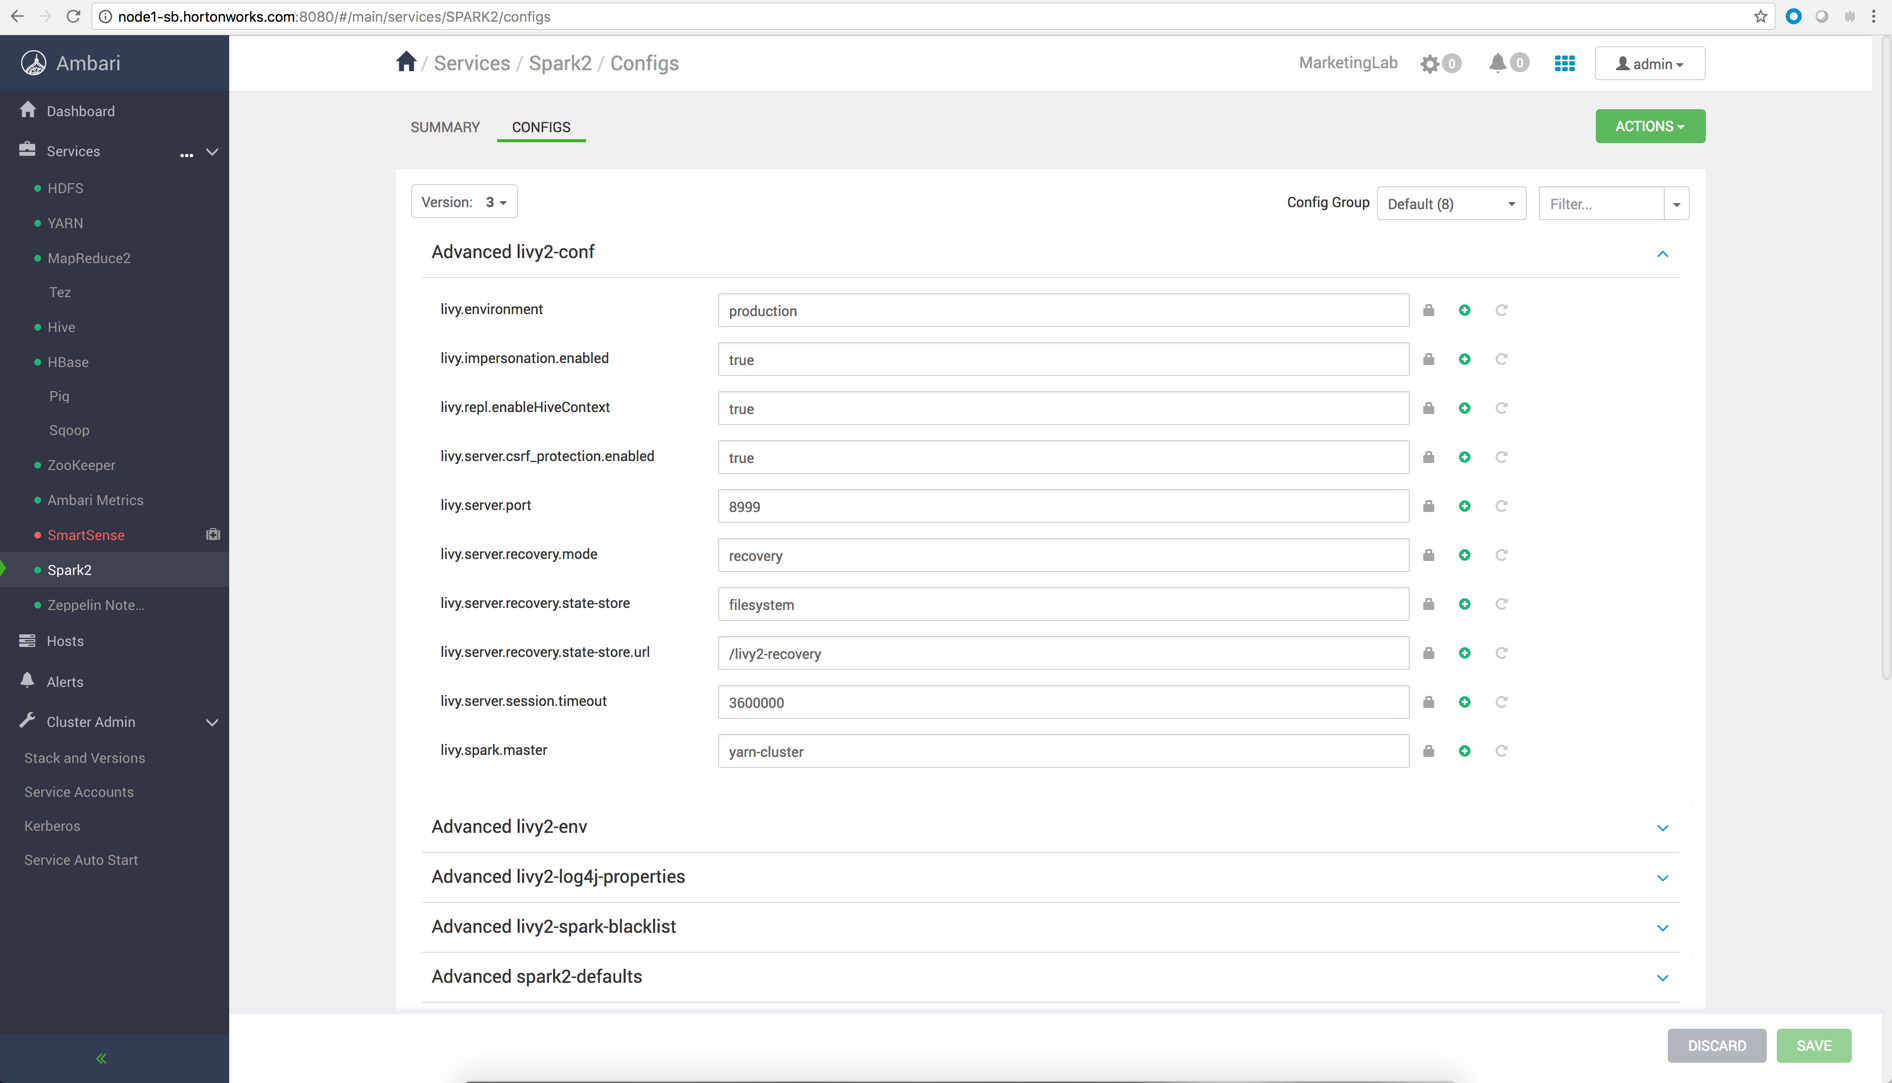 node1-sb.hortonworks.com:8080/#/main/services/SPARK2/configs
Ambari
/ Services / Spark2 / Configs
MarketingLab
0
0
admin
Dashboard
Services
...
HDFS
YARN
MapReduce2
Tez
Hive
HBase
Pig
Sqoop
ZooKeeper
Ambari Metrics
SmartSense
Spark2
Zeppelin Note...
Hosts
Alerts
Cluster Admin
Stack and Versions
Service Accounts
Kerberos
Service Auto Start
SUMMARY
CONFIGS
ACTIONS
Version: 3
Config Group
Default (8)
Filter...
Advanced livy2-conf
livy.environment production
livy.impersonation.enabled true
livy.repl.enableHiveContext true
livy.server.csrf_protection.enabled true
livy.server.port 8999
livy.server.recovery.mode recovery
livy.server.recovery.state-store filesystem
livy.server.recovery.state-store.url /livy2-recovery
livy.server.session.timeout 3600000
livy.spark.master yarn-cluster
Advanced livy2-env
Advanced livy2-log4j-properties
Advanced livy2-spark-blacklist
Advanced spark2-defaults
DISCARD
SAVE